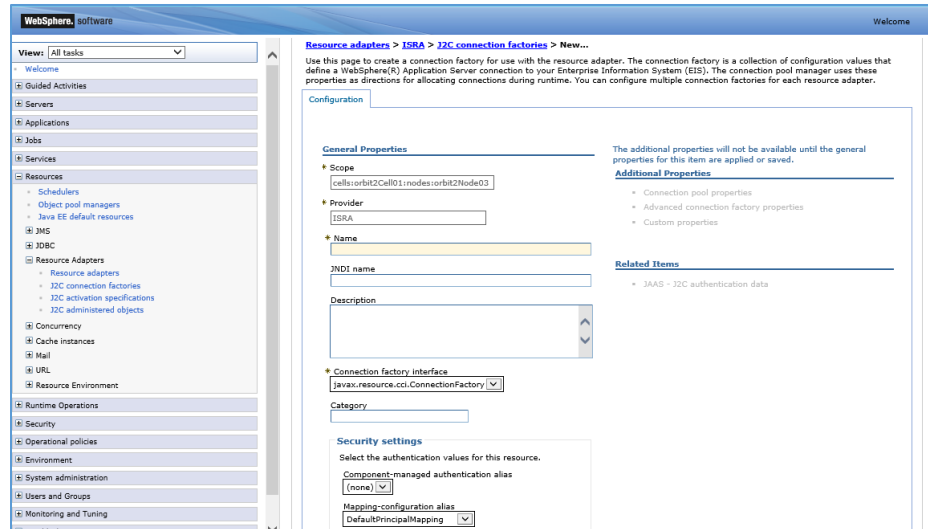 WebSphere. software
Welcome
View: All tasks
Welcome
Guided Activities
Servers
Applications
Jobs
Services
Resources
Schedulers
Object pool managers
Java EE default resources
JMS
JDBC
Resource Adapters
Resource adapters
J2C connection factories
J2C activation specifications
J2C administered objects
Concurrency
Cache instances
Mail
URL
Resource Environment
Runtime Operations
Security
Operational policies
Environment
System administration
Users and Groups
Monitoring and Tuning
Resource adapters > ISRA > J2C connection factories > New...
Use this page to create a connection factory for use with the resource adapter. The connection factory is a collection of configuration values that
define a WebSphere(R) Application Server connection to your Enterprise Information System (EIS). The connection pool manager uses these
properties as directions for allocating connections during runtime. You can configure multiple connection factories for each resource adapter.
Configuration
General Properties
* Scope
cells:orbit2Cell01:nodes:orbit2Node03
* Provider
ISRA
* Name
JNDI name
Description
* Connection factory interface
javax.resource.cci.ConnectionFactory
Category
Security settings
Select the authentication values for this resource.
Component-managed authentication alias
(none)
Mapping-configuration alias
DefaultPrincipalMapping
The additional properties will not be available until the general
properties for this item are applied or saved.
Additional Properties
Connection pool properties
Advanced connection factory properties
Custom properties
Related Items
JAAS - J2C authentication data